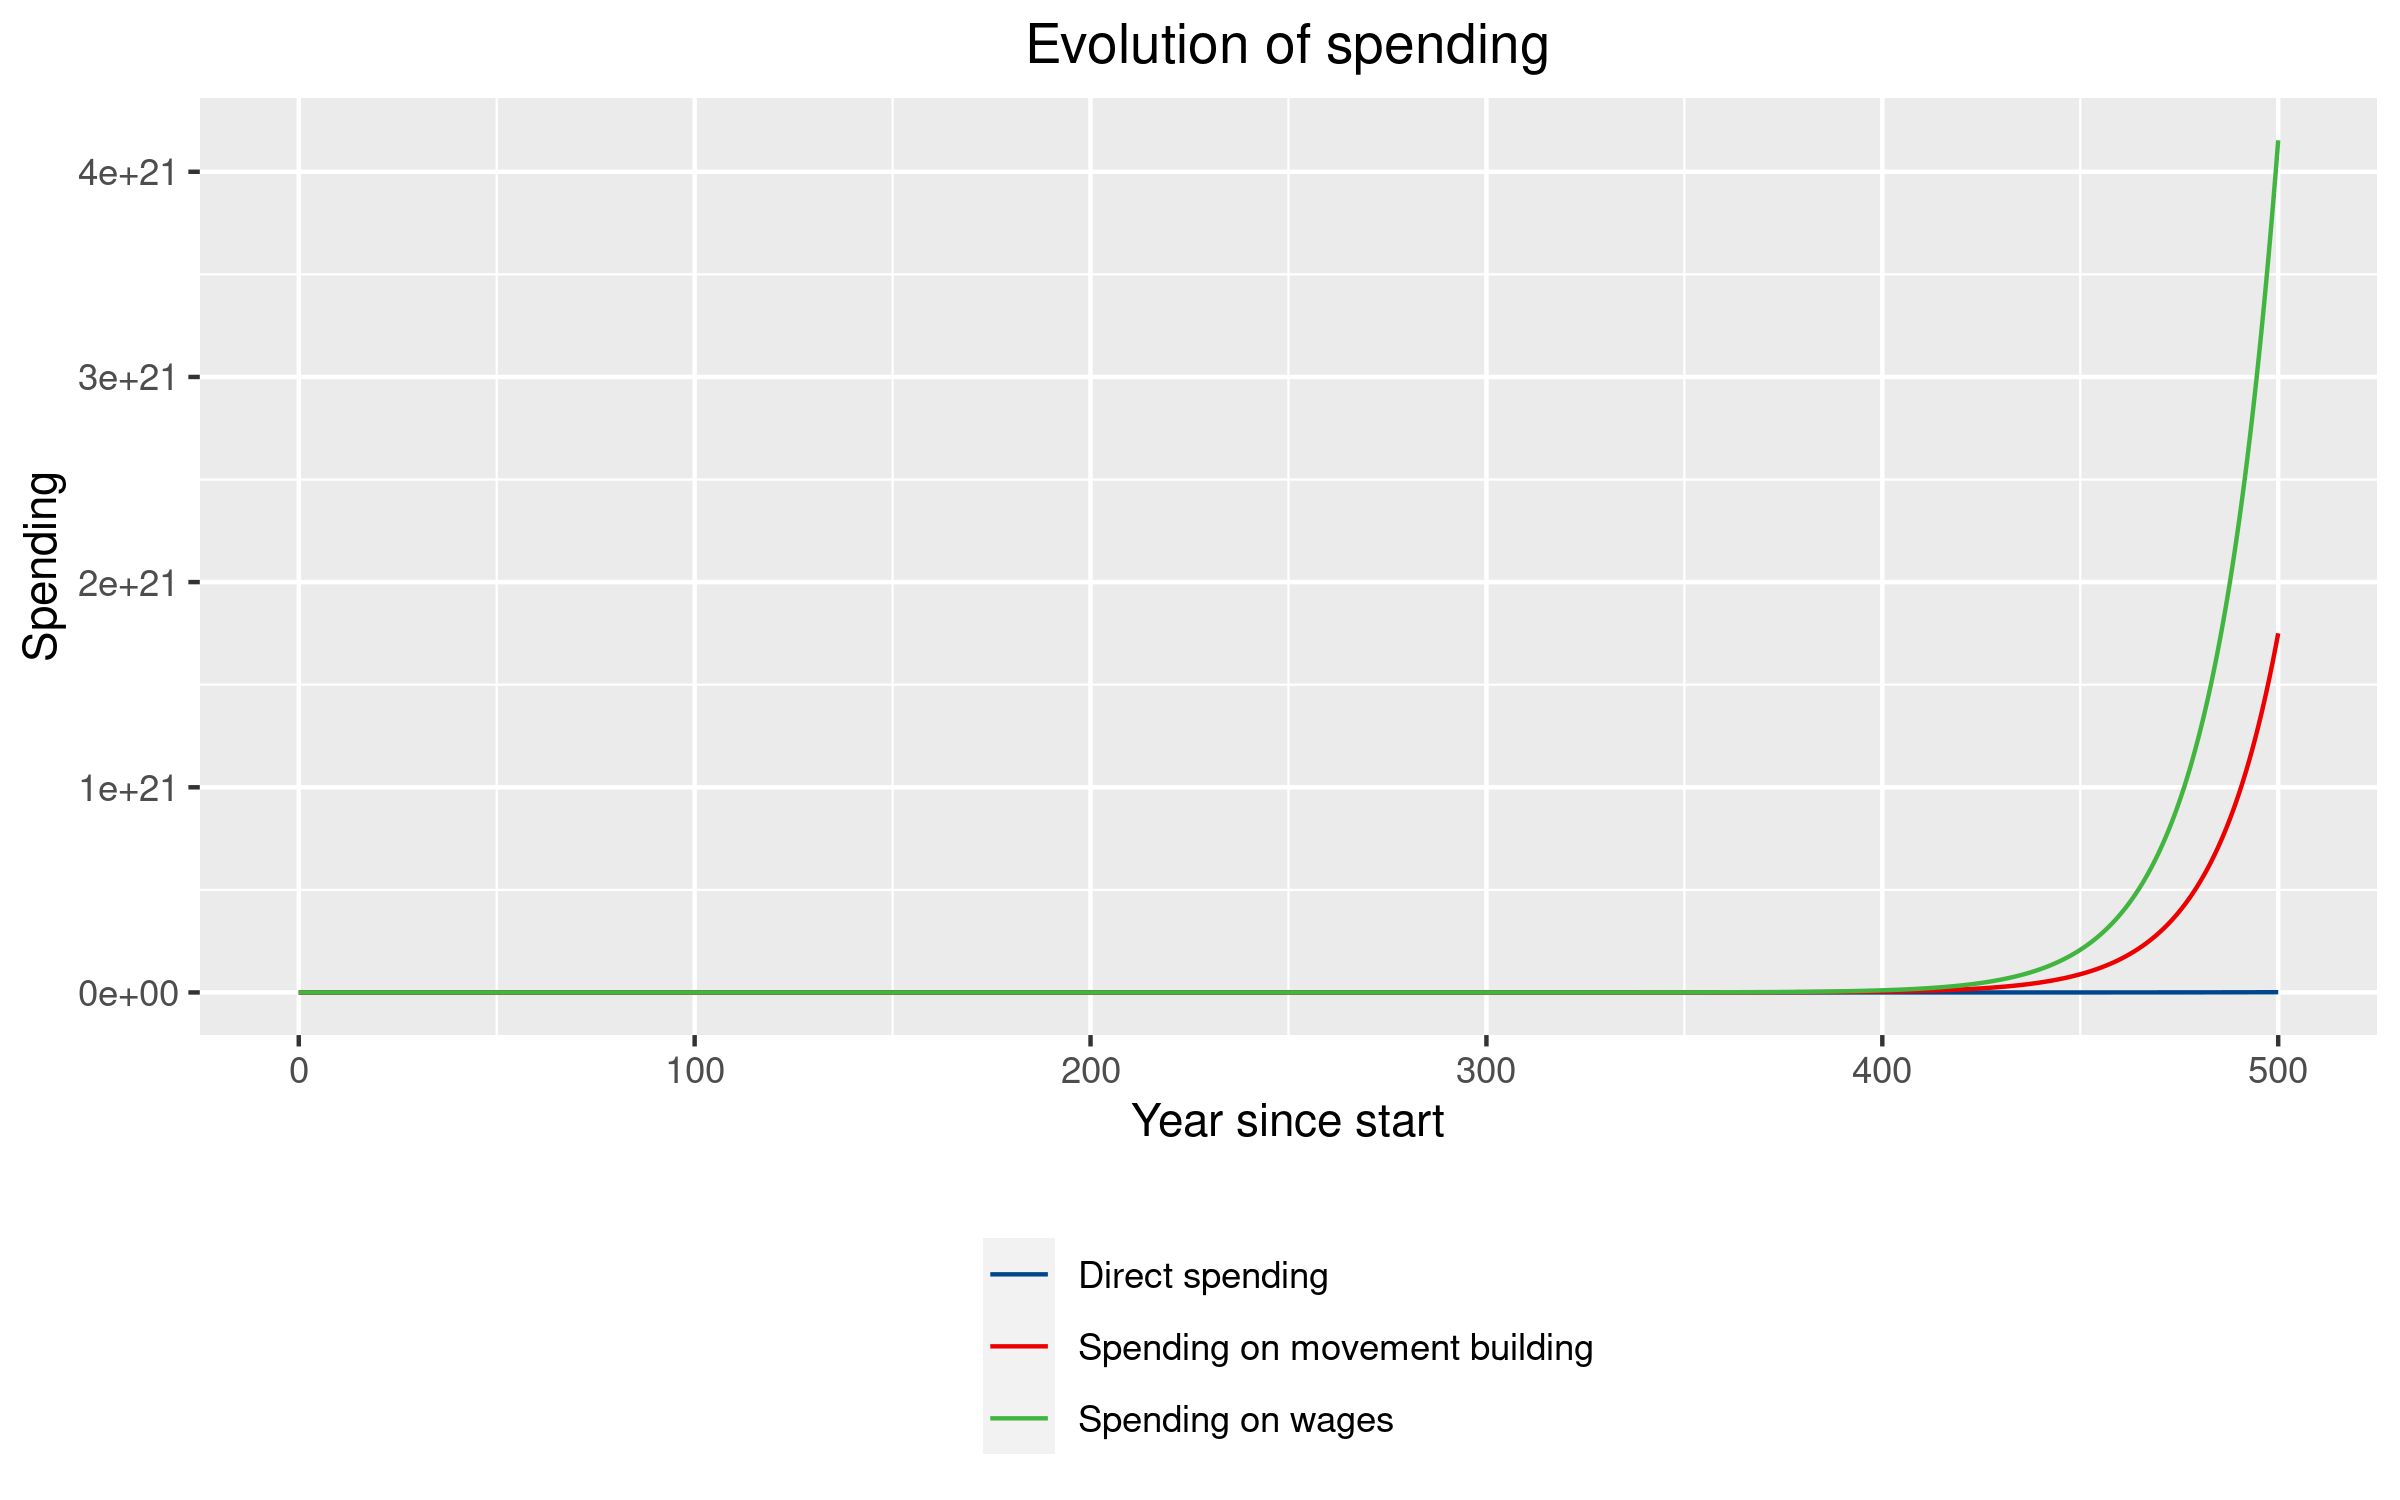 Evolution of spending
4e+21
3e+21
2e+21
1e+21
0e+00
Spending
0 100 200 300 400 500
Year since start
Direct spending
Spending on movement building
Spending on wages